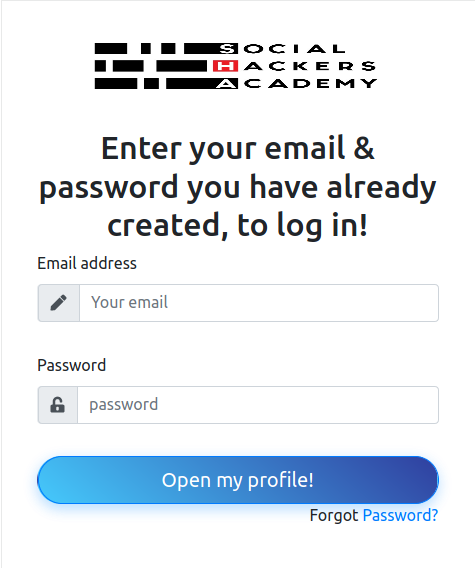 SOCIAL
HACKERS
ACADEMY
Enter your email &
password you have already
created, to log in!
Email address
Your email
Password
password
Open my profile!
Forgot Password?